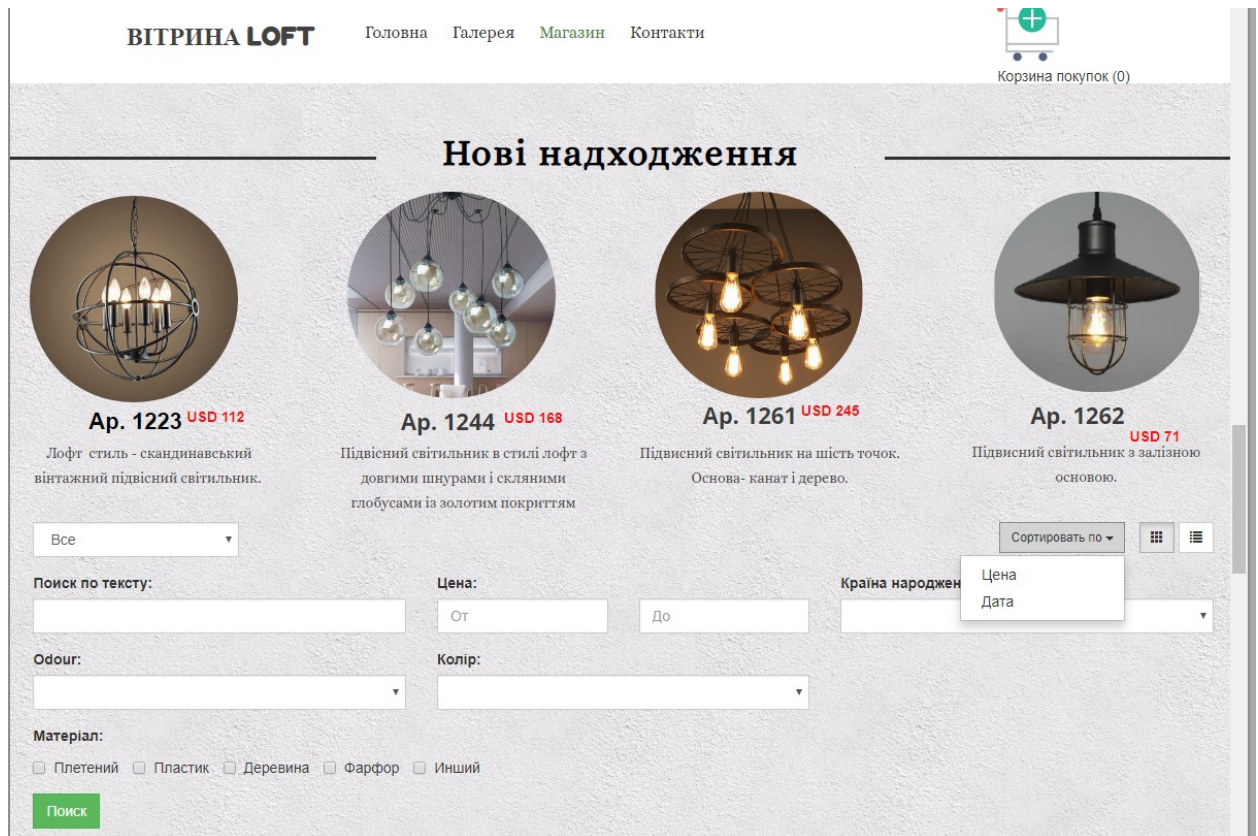 ВІТРИНА LOFT
Головна Галерея Магазин Контакти
Корзина покупок (0)
Нові надходження
Ар. 1223 USD 112
Лофт стиль - скандинавський
вінтажний підвісний світильник.
Ар. 1244 USD 168
Підвісний світильник в стилі лофт з
довгими шнурами і скляними
глобусами із золотим покриттям
Ар. 1261 USD 245
Підвисний світильник на шість точок.
Основа- канат і дерево.
Ар. 1262
USD 71
Підвисний світильник з залізною
основою.
Все
Сортировать по
Цена
Дата
Поиск по тексту:
Цена:
От
До
Країна народжен
Odour:
Колір:
Матеріал:
Плетений Пластик Деревина Фарфор Инший
Поиск